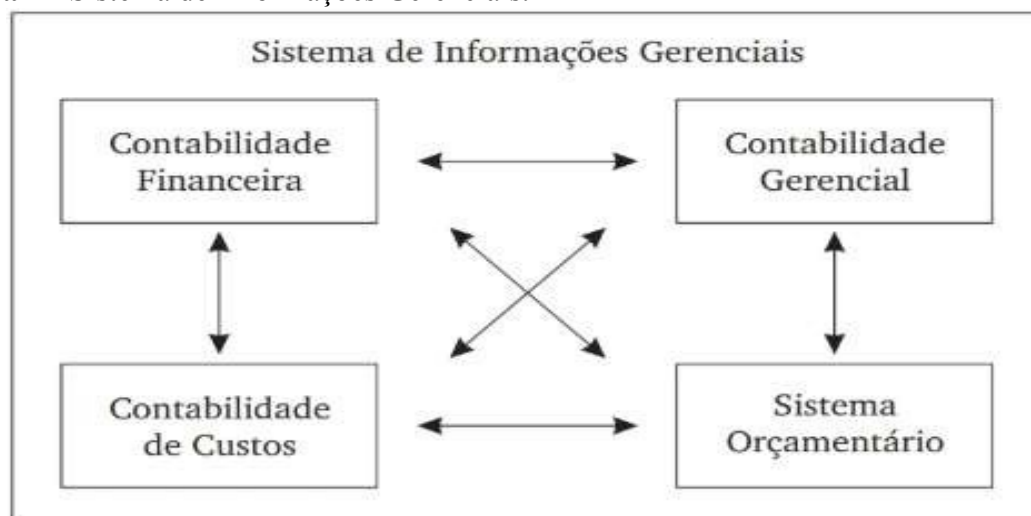 Sistema de Informações Gerenciais
Contabilidade
Financeira
Contabilidade
Gerencial
Contabilidade
de Custos
Sistema
Orçamentário